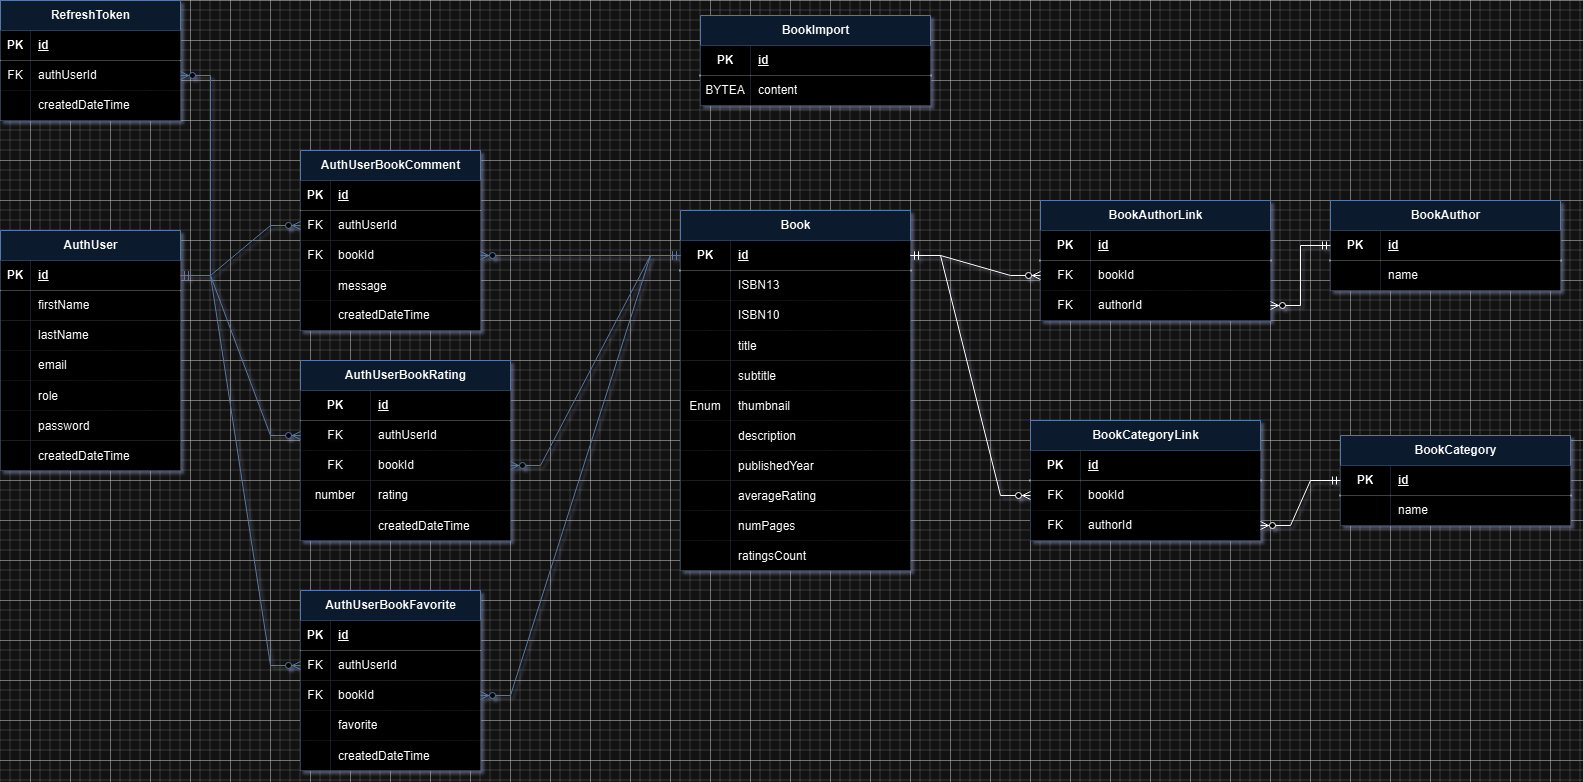 RefreshToken
PK id
FK authUserId
createdDateTime
BookImport
PK id
BYTEA content
AuthUserBookComment
PK id
FK authUserId
FK bookId
message
createdDateTime
AuthUser
PK id
firstName
lastName
email
role
password
createdDateTime
AuthUserBookRating
PK id
FK authUserId
FK bookId
number rating
createdDateTime
AuthUserBookFavorite
PK id
FK authUserId
FK bookId
favorite
createdDateTime
Book
PK id
ISBN13
ISBN10
title
subtitle
Enum thumbnail
description
publishedYear
averageRating
numPages
ratingsCount
BookAuthorLink
PK id
FK bookId
FK authorId
BookAuthor
PK id
name
BookCategoryLink
PK id
FK bookId
FK authorId
BookCategory
PK id
name